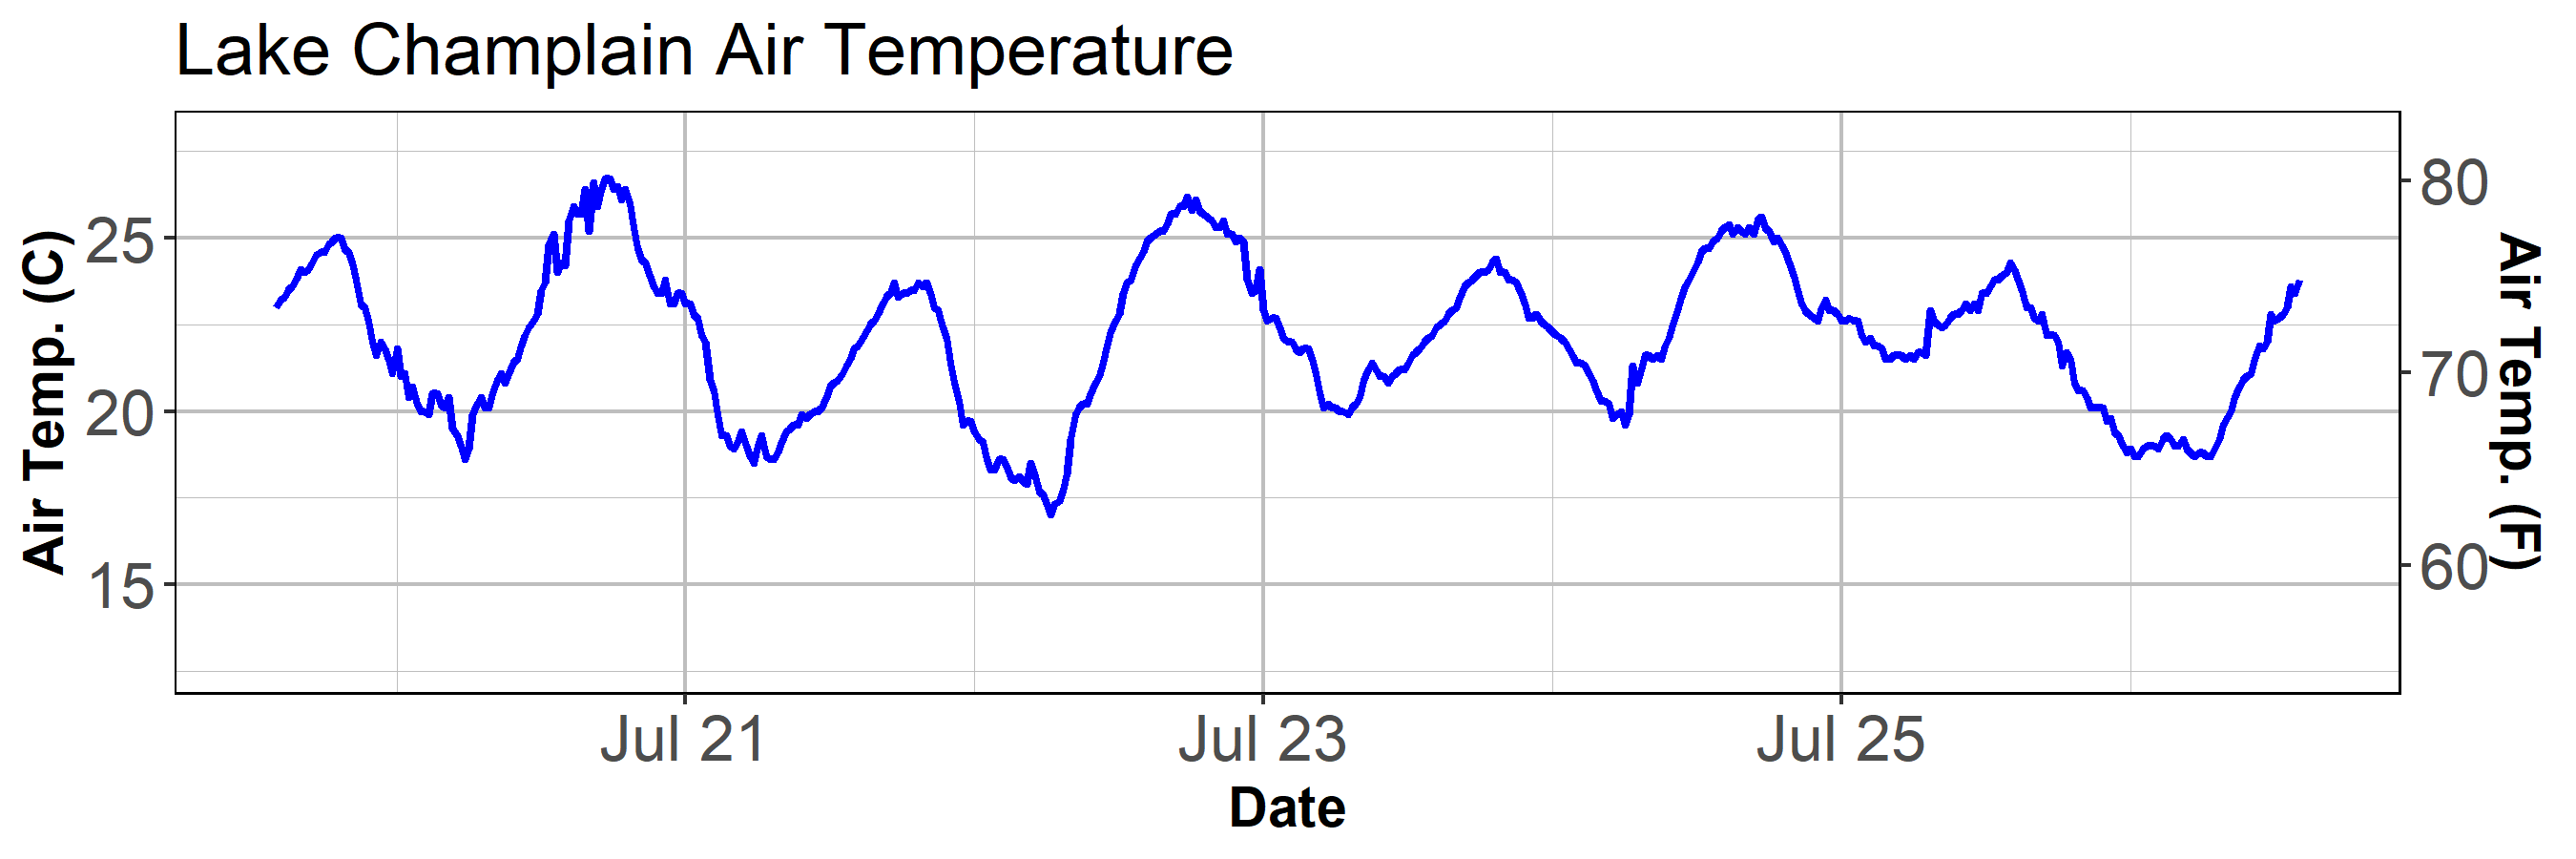 Lake Champlain Air Temperature
Air Temp. (C)
25
20
15
80
70
60
Air Temp. (F)
Jul 21
Jul 23
Jul 25
Date